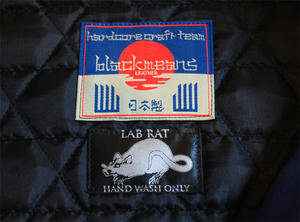 hardcore craft team
blackmeans
LEATHER
日本製
LAB RAT
HAND WASH ONLY